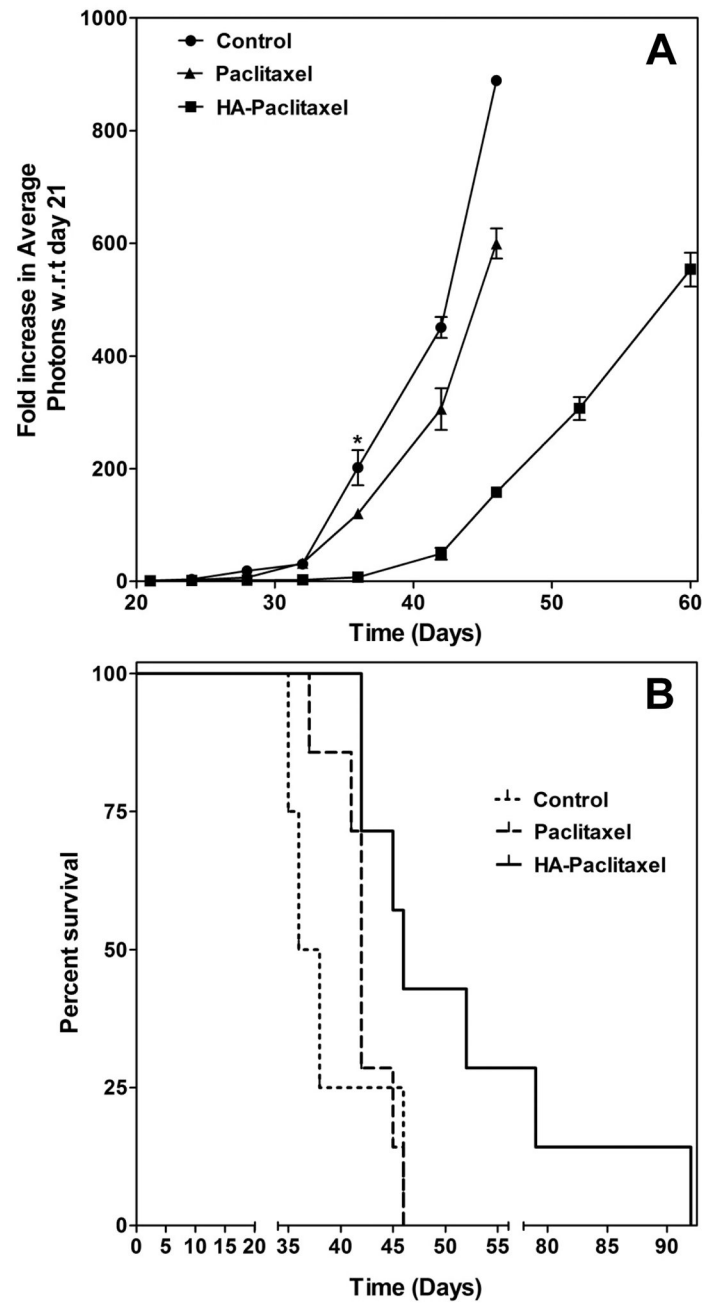 A
Control
Paclitaxel
HA-Paclitaxel
1000
800
600
400
200
0
Fold increase in Average
Photons w.r.t day 21
*
20 30 40 50 60
Time (Days)
B
Control
Paclitaxel
HA-Paclitaxel
100
75
50
25
0
Percent survival
0 5 10 15 20 35 40 45 50 55 80 85 90
Time (Days)